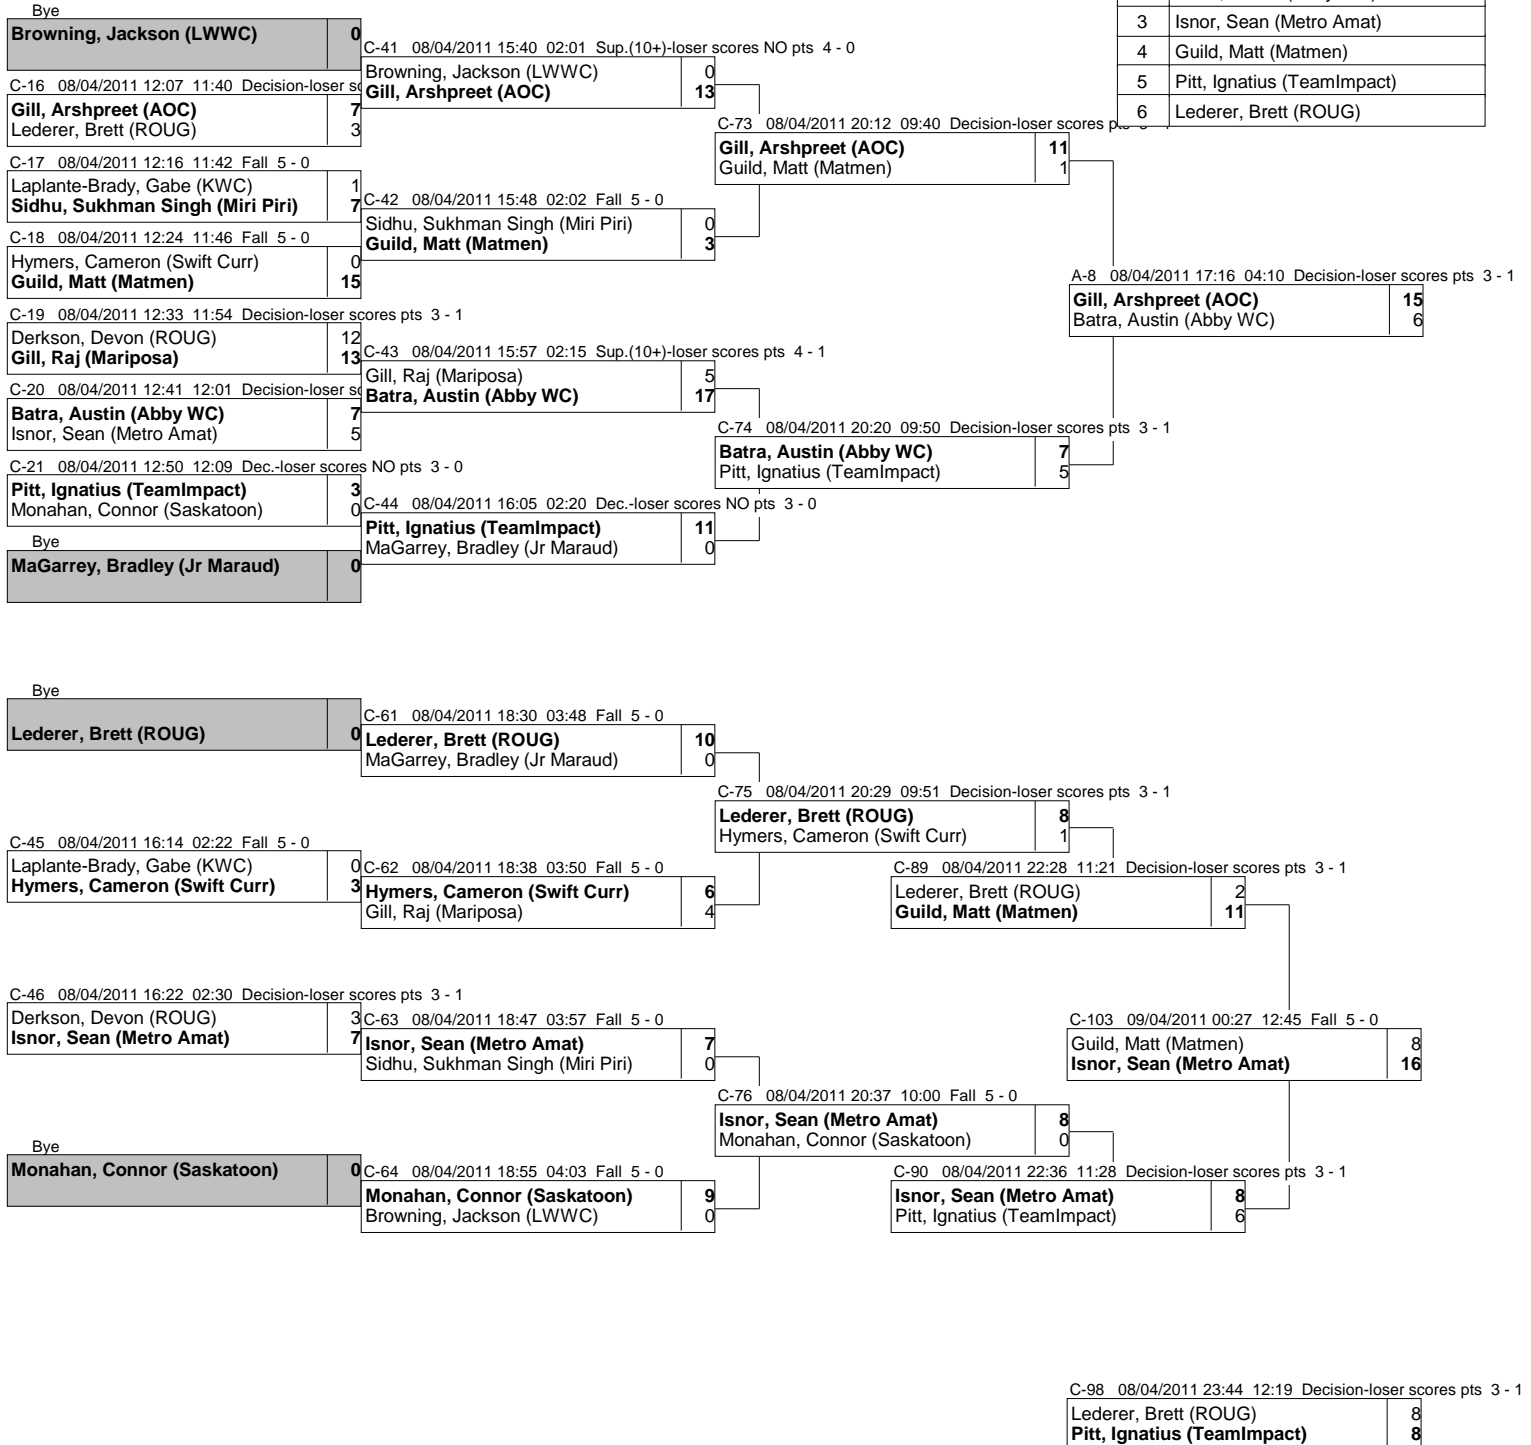 3 Isnor, Sean (Metro Amat)
4 Guild, Matt (Matmen)
5 Pitt, Ignatius (TeamImpact)
6 Lederer, Brett (ROUG)
Bye
Browning, Jackson (LWWC) 0
C-16 08/04/2011 12:07 11:40 Decision-loser sc
Gill, Arshpreet (AOC) 7
Lederer, Brett (ROUG) 3
C-17 08/04/2011 12:16 11:42 Fall 5 - 0
Laplante-Brady, Gabe (KWC) 1
Sidhu, Sukhman Singh (Miri Piri) 7
C-18 08/04/2011 12:24 11:46 Fall 5 - 0
Hymers, Cameron (Swift Curr) 0
Guild, Matt (Matmen) 15
C-19 08/04/2011 12:33 11:54 Decision-loser scores pts 3 - 1
Derkson, Devon (ROUG) 12
Gill, Raj (Mariposa) 13
C-20 08/04/2011 12:41 12:01 Decision-loser sc
Batra, Austin (Abby WC) 7
Isnor, Sean (Metro Amat) 5
C-21 08/04/2011 12:50 12:09 Dec.-loser scores NO pts 3 - 0
Pitt, Ignatius (TeamImpact) 3
Monahan, Connor (Saskatoon) 0
Bye
MaGarrey, Bradley (Jr Maraud) 0
C-41 08/04/2011 15:40 02:01 Sup.(10+)-loser scores NO pts 4 - 0
Browning, Jackson (LWWC) 0
Gill, Arshpreet (AOC) 13
C-42 08/04/2011 15:48 02:02 Fall 5 - 0
Sidhu, Sukhman Singh (Miri Piri) 0
Guild, Matt (Matmen) 3
C-43 08/04/2011 15:57 02:15 Sup.(10+)-loser scores pts 4 - 1
Gill, Raj (Mariposa) 5
Batra, Austin (Abby WC) 17
C-44 08/04/2011 16:05 02:20 Dec.-loser scores NO pts 3 - 0
Pitt, Ignatius (TeamImpact) 11
MaGarrey, Bradley (Jr Maraud) 0
C-73 08/04/2011 20:12 09:40 Decision-loser scores
Gill, Arshpreet (AOC) 11
Guild, Matt (Matmen) 1
C-74 08/04/2011 20:20 09:50 Decision-loser scores pts 3 - 1
Batra, Austin (Abby WC) 7
Pitt, Ignatius (TeamImpact) 5
A-8 08/04/2011 17:16 04:10 Decision-loser scores pts 3 - 1
Gill, Arshpreet (AOC) 15
Batra, Austin (Abby WC) 6
Bye
Lederer, Brett (ROUG) 0
C-45 08/04/2011 16:14 02:22 Fall 5 - 0
Laplante-Brady, Gabe (KWC) 0
Hymers, Cameron (Swift Curr) 3
C-46 08/04/2011 16:22 02:30 Decision-loser scores pts 3 - 1
Derkson, Devon (ROUG) 3
Isnor, Sean (Metro Amat) 7
Bye
Monahan, Connor (Saskatoon) 0
C-61 08/04/2011 18:30 03:48 Fall 5 - 0
Lederer, Brett (ROUG) 10
MaGarrey, Bradley (Jr Maraud) 0
C-62 08/04/2011 18:38 03:50 Fall 5 - 0
Hymers, Cameron (Swift Curr) 6
Gill, Raj (Mariposa) 4
C-63 08/04/2011 18:47 03:57 Fall 5 - 0
Isnor, Sean (Metro Amat) 7
Sidhu, Sukhman Singh (Miri Piri) 0
C-64 08/04/2011 18:55 04:03 Fall 5 - 0
Monahan, Connor (Saskatoon) 9
Browning, Jackson (LWWC) 0
C-75 08/04/2011 20:29 09:51 Decision-loser scores pts 3 - 1
Lederer, Brett (ROUG) 8
Hymers, Cameron (Swift Curr) 1
C-76 08/04/2011 20:37 10:00 Fall 5 - 0
Isnor, Sean (Metro Amat) 8
Monahan, Connor (Saskatoon) 0
C-89 08/04/2011 22:28 11:21 Decision-loser scores pts 3 - 1
Lederer, Brett (ROUG) 2
Guild, Matt (Matmen) 11
C-90 08/04/2011 22:36 11:28 Decision-loser scores pts 3 - 1
Isnor, Sean (Metro Amat) 8
Pitt, Ignatius (TeamImpact) 6
C-103 09/04/2011 00:27 12:45 Fall 5 - 0
Guild, Matt (Matmen) 8
Isnor, Sean (Metro Amat) 16
C-98 08/04/2011 23:44 12:19 Decision-loser scores pts 3 - 1
Lederer, Brett (ROUG) 8
Pitt, Ignatius (TeamImpact) 8